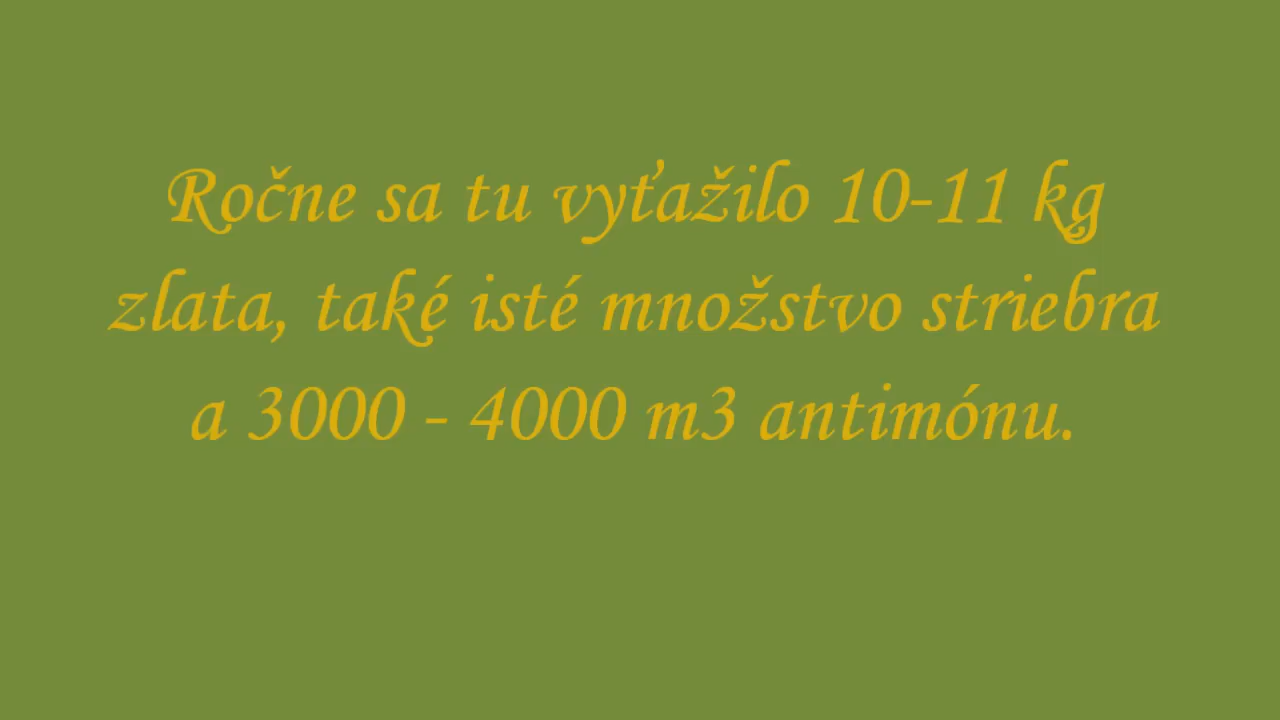 Ročne sa tu vyťažilo 10-11 kg
zlata, také isté množstvo striebra
a 3000 - 4000 m3 antimónu.